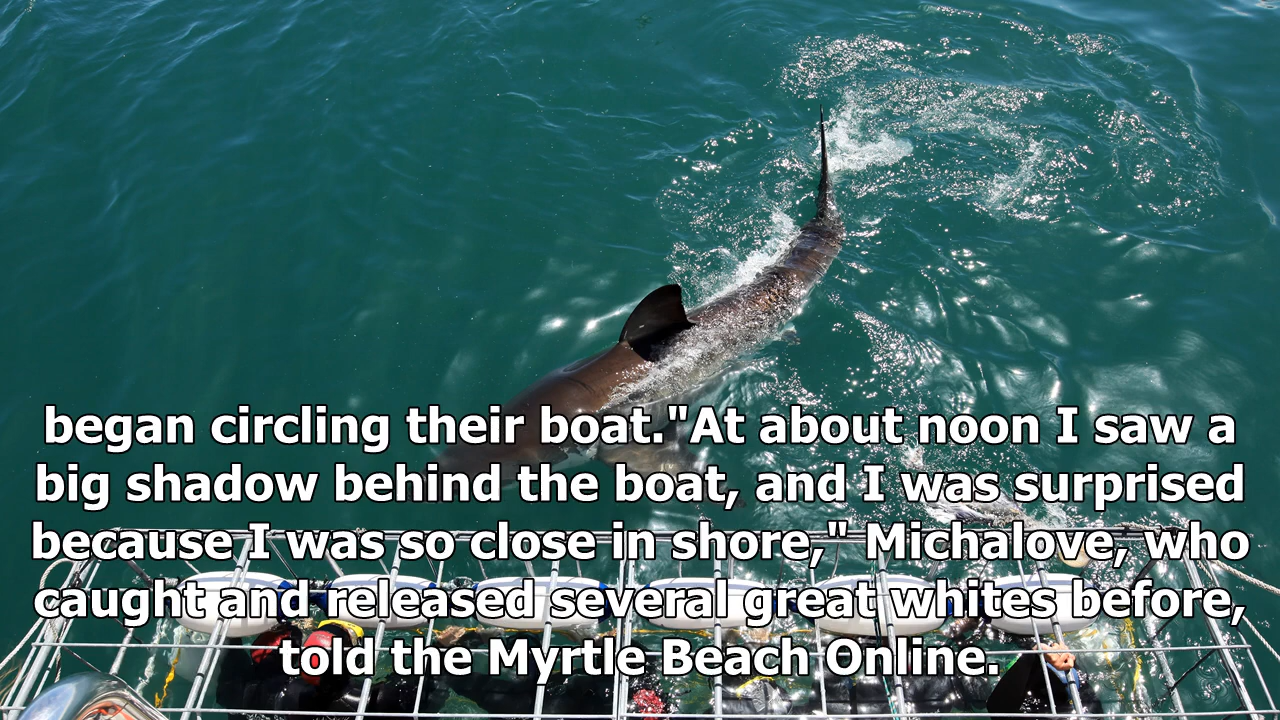 began circling their boat."At about noon I saw a
big shadow behind the boat, and I was surprised
because I was so close in shore," Michalove, who
caught and released several great whites before,
told the Myrtle Beach Online.